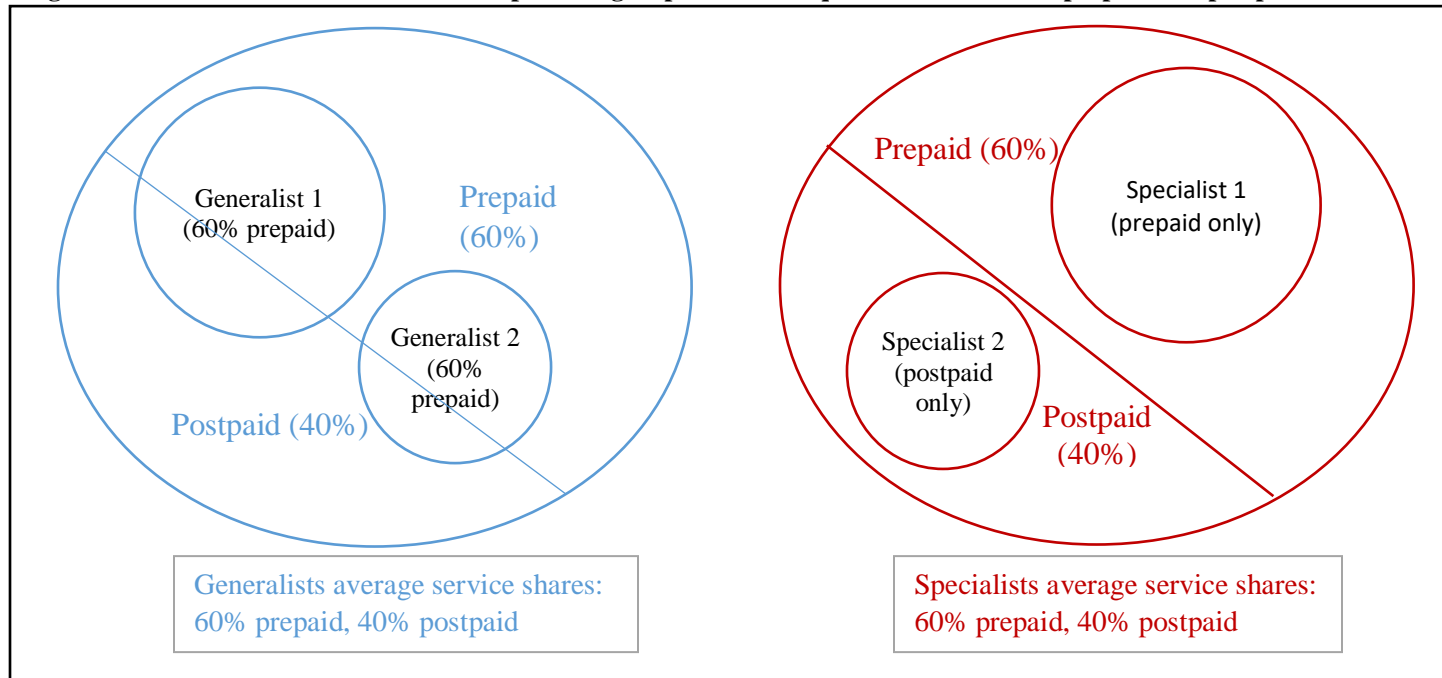 Generalist 1
(60% prepaid)
Prepaid
(60%)
Generalist 2
(60%
prepaid)
Postpaid (40%)
Generalists average service shares:
60% prepaid, 40% postpaid
Prepaid (60%)
Specialist 1
(prepaid only)
Specialist 2
(postpaid
only)
Postpaid
(40%)
Specialists average service shares:
60% prepaid, 40% postpaid